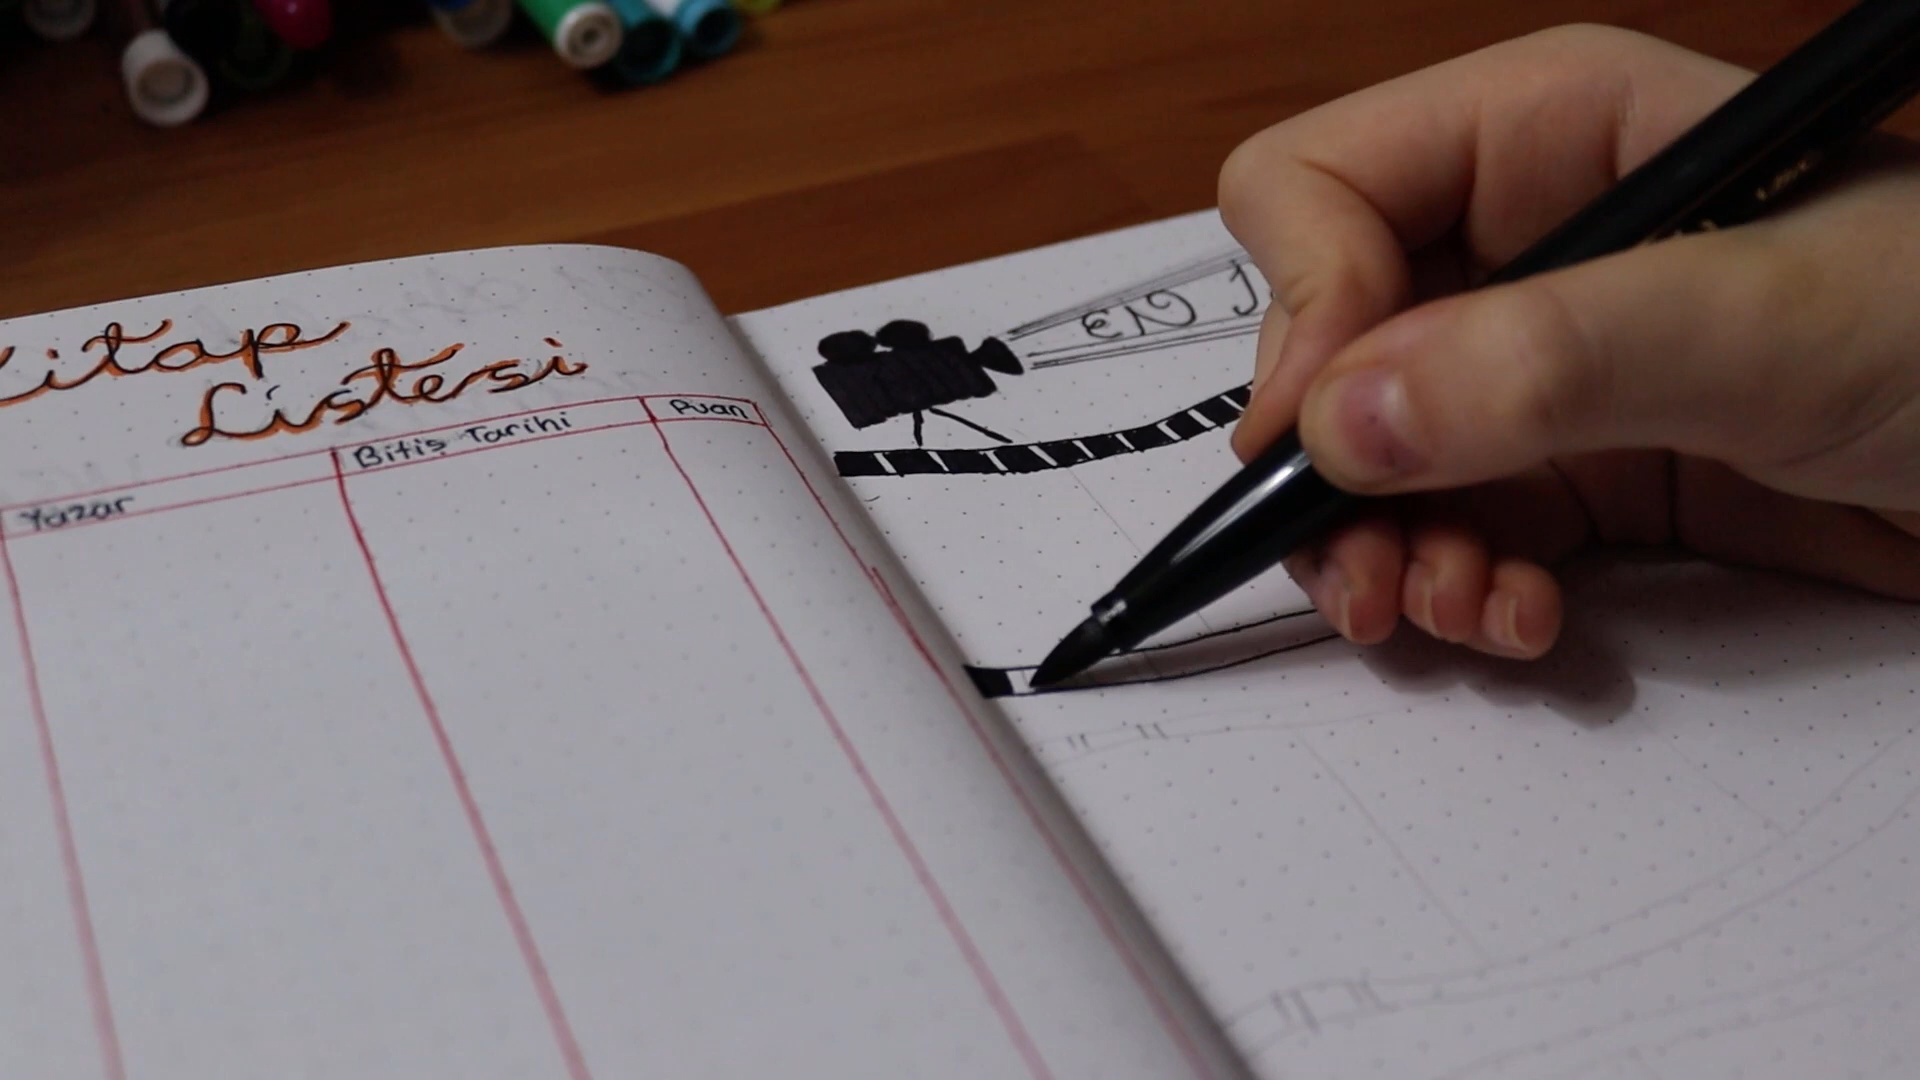 Kitap
Listesi
Yazar
Bitiş Tarihi
Puan
EN